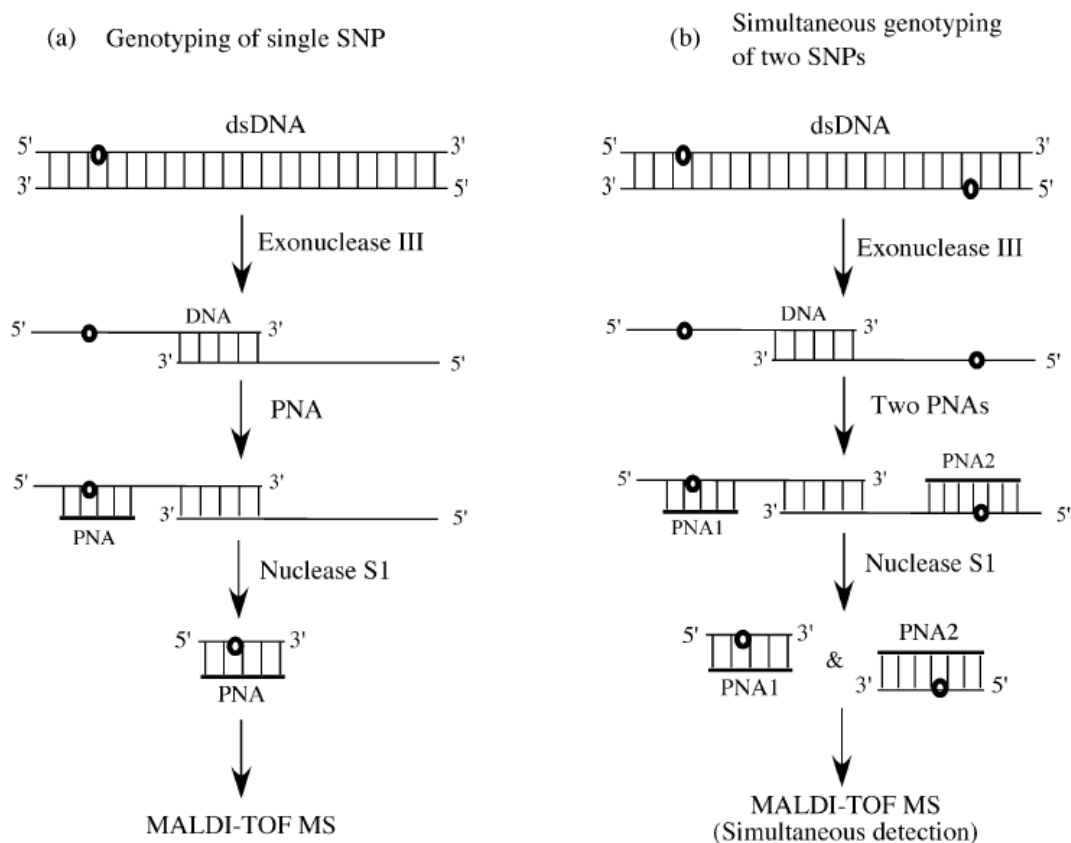 (a) Genotyping of single SNP
dsDNA
5' 3'
3' 5'
Exonuclease III
DNA
5' 3'
3' 5'
PNA
5' 3'
3' 5'
PNA
Nuclease S1
5' 3'
PNA
MALDI-TOF MS
(b) Simultaneous genotyping
of two SNPs
dsDNA
5' 3'
3' 5'
Exonuclease III
DNA
5' 3'
3' 5'
Two PNAs
PNA2
5' 3'
3' 5'
PNA1
Nuclease S1
5' 3'
PNA1
&
PNA2
3' 5'
MALDI-TOF MS
(Simultaneous detection)